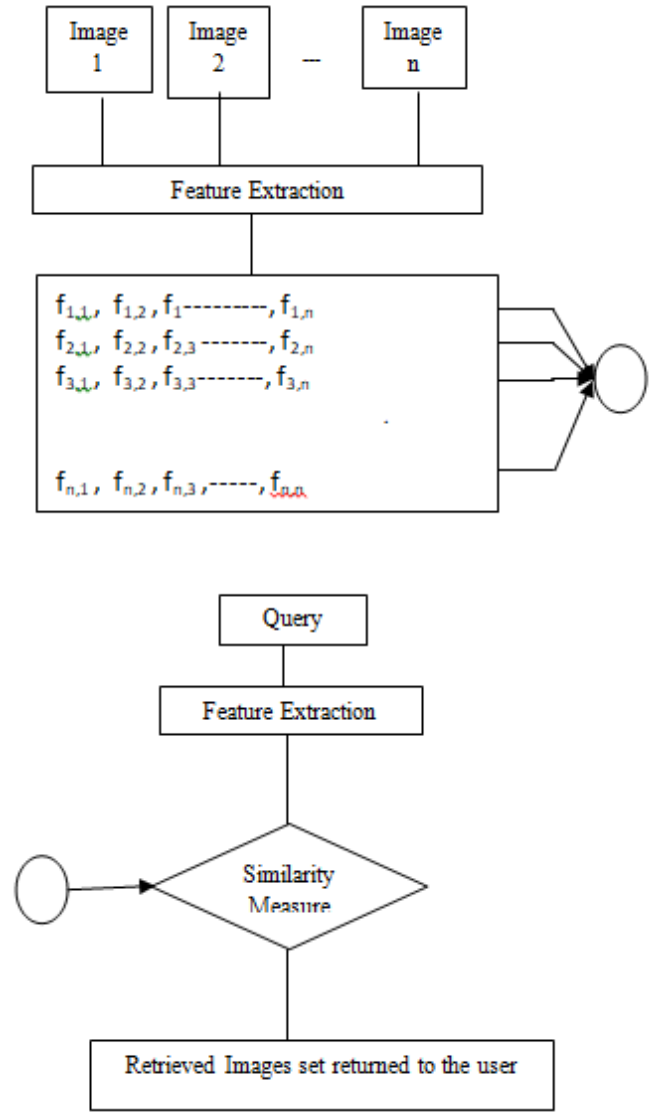 Image 1
Image 2
---
Image n
Feature Extraction
f1,1, f1,2, f1---------, f1,n
f2,1, f2,2, f2,3 -------, f2,n
f3,1, f3,2, f3,3-------, f3,n
fn,1, fn,2, fn,3,-----, fn,n
Query
Feature Extraction
Similarity
Measure
Retrieved Images set returned to the user